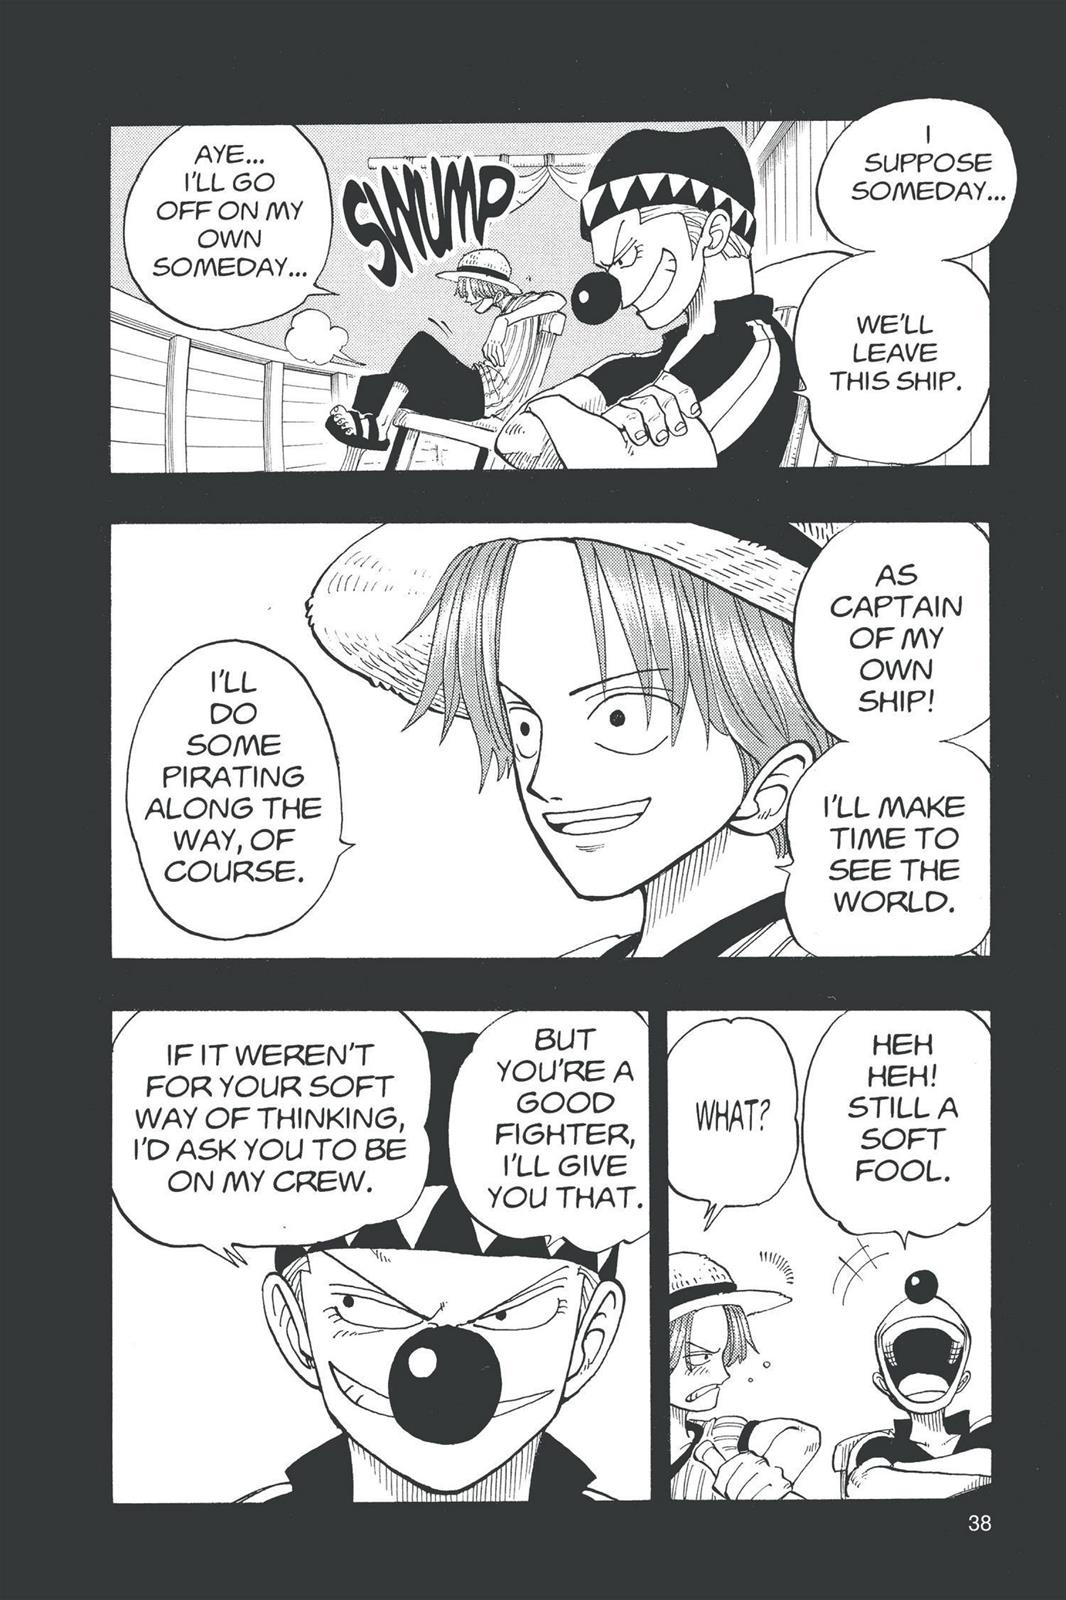 I
SUPPOSE
SOMEDAY...
WE'LL
LEAVE
THIS SHIP.
SWUMP
AYE...
I'LL GO
OFF ON MY
OWN
SOMEDAY...
AS
CAPTAIN
OF MY
OWN
SHIP!
I'LL MAKE
TIME TO
SEE THE
WORLD.
I'LL
DO
SOME
PIRATING
ALONG THE
WAY, OF
COURSE.
HEH
HEH!
STILL A
SOFT
FOOL.
WHAT?
BUT
YOU'RE A
GOOD
FIGHTER,
I'LL GIVE
YOU THAT.
IF IT WEREN'T
FOR YOUR SOFT
WAY OF THINKING,
I'D ASK YOU TO BE
ON MY CREW.
38